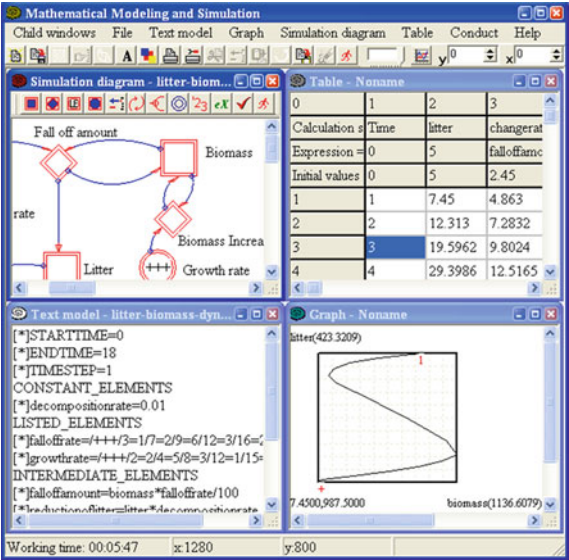 Mathematical Modeling and Simulation
Child windows File Text model Graph Simulation diagram Table Conduct Help
A y 0 x 0
Simulation diagram - litter-biom...
LE '23 eX
Fall off amount
Biomass
rate
Biomass Increa
Litter
+++
Growth rate
Table - Noname
0 1 2 3
Calculation s Time litter changerat
Expression = 0 5 falloffamc
Initial values 0 5 2.45
1 1 7.45 4.863
2 2 12.313 7.2832
3 3 19.5962 9.8024
4 4 29.3986 12.5165
Text model - litter-biomass-dyn...
[*]STARTTIME=0
[*]ENDTIME=18
[*]TIMESTEP=1
CONSTANT_ELEMENTS
[*]decompositionrate=0.01
LISTED_ELEMENTS
[*]falloffrate=/+++/3=1/7=2/9=6/12=3/16=2
[*]growthrate=/+++/2=2/4=5/8=3/12=1/15=
INTERMEDIATE_ELEMENTS
[*]falloffamount=biomass*falloffrate/100
[*]reductionoflitter=litter*decompositionrate
Graph - Noname
litter(423.3209)
1
+
7.4500,987.5000 biomass(1136.6079)
Working time: 00:05:47 x:1280 y:800